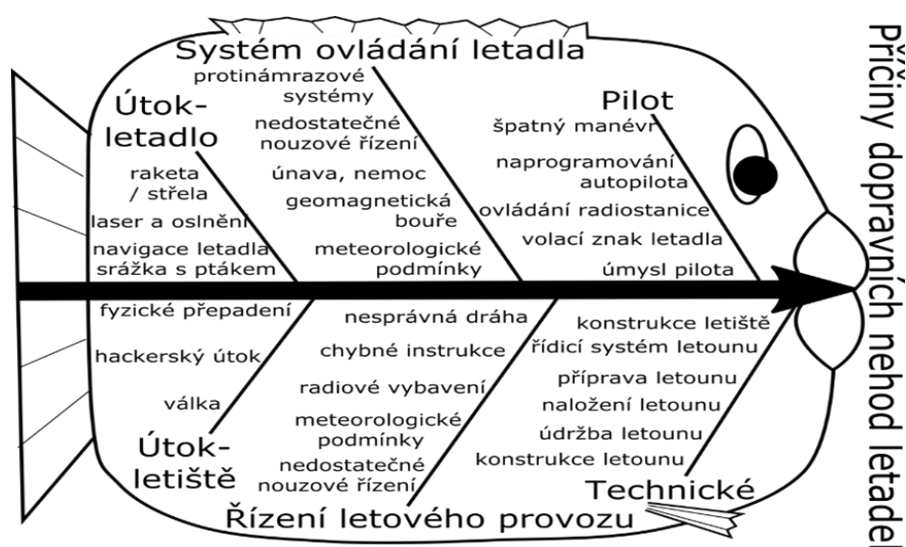 Systém ovládání letadla
protinámrazové
systémy
nedostatečné
nouzové řízení
únava, nemoc
geomagnetická
bouře
meteorologické
podmínky
Útok-
letadlo
raketa
/ střela
laser a oslnění
navigace letadla
srážka s ptákem
Pilot
špatný manévr
naprogramování
autopilota
ovládání radiostanice
volací znak letadla
úmysl pilota
fyzické přepadení
hackerský útok
válka
Útok-
letiště
nesprávná dráha
chybné instrukce
radiové vybavení
meteorologické
podmínky
nedostatečné
nouzové řízení
Řízení letového provozu
konstrukce letiště
řídicí systém letounu
příprava letounu
naložení letounu
údržba letounu
konstrukce letounu
Technické
Příčiny dopravních nehod letadel